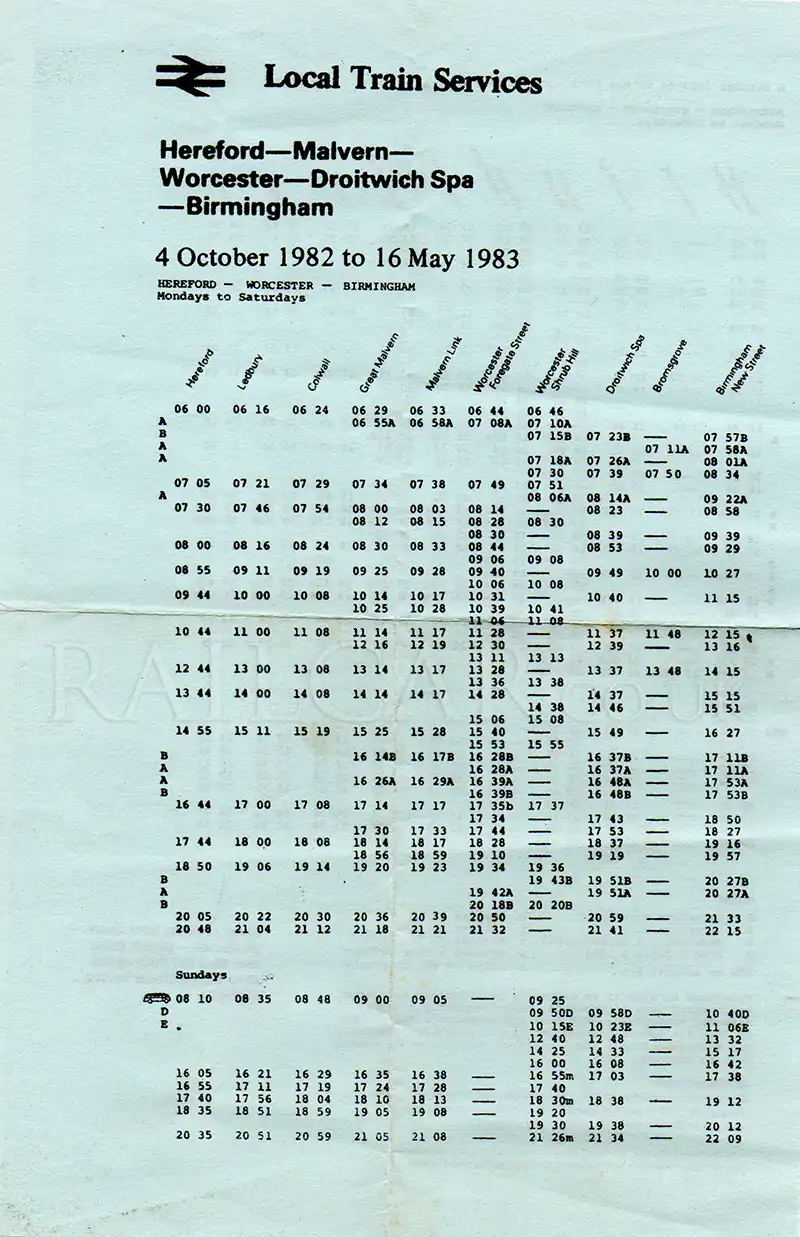 Local Train Services
Hereford—Malvern—
Worcester—Droitwich Spa
—Birmingham
4 October 1982 to 16 May 1983
HEREFORD - WORCESTER - BIRMINGHAM
Mondays to Saturdays
Hereford Ledbury Colwall Great Malvern Malvern Link Worcester Foregate Street Worcester Shrub Hill Droitwich Spa Bromsgrove Birmingham New Street
06 00 06 16 06 24 06 29 06 33 06 44 06 46
A 06 55A 06 58A 07 08A 07 10A
B 07 15B 07 23B — 07 57B
A 07 11A 07 58A
A 07 18A 07 26A — 08 01A
07 30 07 39 07 50 08 34
07 05 07 21 07 29 07 34 07 38 07 49 07 51
A 08 06A 08 14A — 09 22A
07 30 07 46 07 54 08 00 08 03 08 14 — 08 23 — 08 58
08 12 08 15 08 28 08 30
08 30 — 08 39 — 09 39
08 00 08 16 08 24 08 30 08 33 08 44 — 08 53 — 09 29
09 06 09 08
08 55 09 11 09 19 09 25 09 28 09 40 — 09 49 10 00 10 27
10 06 10 08
09 44 10 00 10 08 10 14 10 17 10 31 — 10 40 — 11 15
10 25 10 28 10 39 10 41
11 06 11 08
10 44 11 00 11 08 11 14 11 17 11 28 — 11 37 11 48 12 15
12 16 12 19 12 30 — 12 39 — 13 16
13 11 13 13
12 44 13 00 13 08 13 14 13 17 13 28 — 13 37 13 48 14 15
13 36 13 38
13 44 14 00 14 08 14 14 14 17 14 28 — 14 37 — 15 15
14 38 14 46 — 15 51
15 06 15 08
14 55 15 11 15 19 15 25 15 28 15 40 — 15 49 — 16 27
15 53 15 55
B 16 14B 16 17B 16 28B — 16 37B — 17 11B
A 16 28A — 16 37A — 17 11A
A 16 26A 16 29A 16 39A — 16 48A — 17 53A
B 16 39B — 16 48B — 17 53B
16 44 17 00 17 08 17 14 17 17 17 35b 17 37
17 34 — 17 43 — 18 50
17 30 17 33 17 44 — 17 53 — 18 27
17 44 18 00 18 08 18 14 18 17 18 28 — 18 37 — 19 16
18 56 18 59 19 10 — 19 19 — 19 57
18 50 19 06 19 14 19 20 19 23 19 34 19 36
B 19 43B 19 51B — 20 27B
A 19 42A — 19 51A — 20 27A
B 20 18B 20 20B
20 05 20 22 20 30 20 36 20 39 20 50 — 20 59 — 21 33
20 48 21 04 21 12 21 18 21 21 21 32 — 21 41 — 22 15
Sundays
08 10 08 35 08 48 09 00 09 05 — 09 25
D 09 50D 09 58D — 10 40D
E 10 15E 10 23E — 11 06E
12 40 12 48 — 13 32
14 25 14 33 — 15 17
16 00 16 08 — 16 42
16 05 16 21 16 29 16 35 16 38 — 16 55m 17 03 — 17 38
16 55 17 11 17 19 17 24 17 28 — 17 40
17 40 17 56 18 04 18 10 18 13 — 18 30m 18 38 — 19 12
18 35 18 51 18 59 19 05 19 08 — 19 20
19 30 19 38 — 20 12
20 35 20 51 20 59 21 05 21 08 — 21 26m 21 34 — 22 09